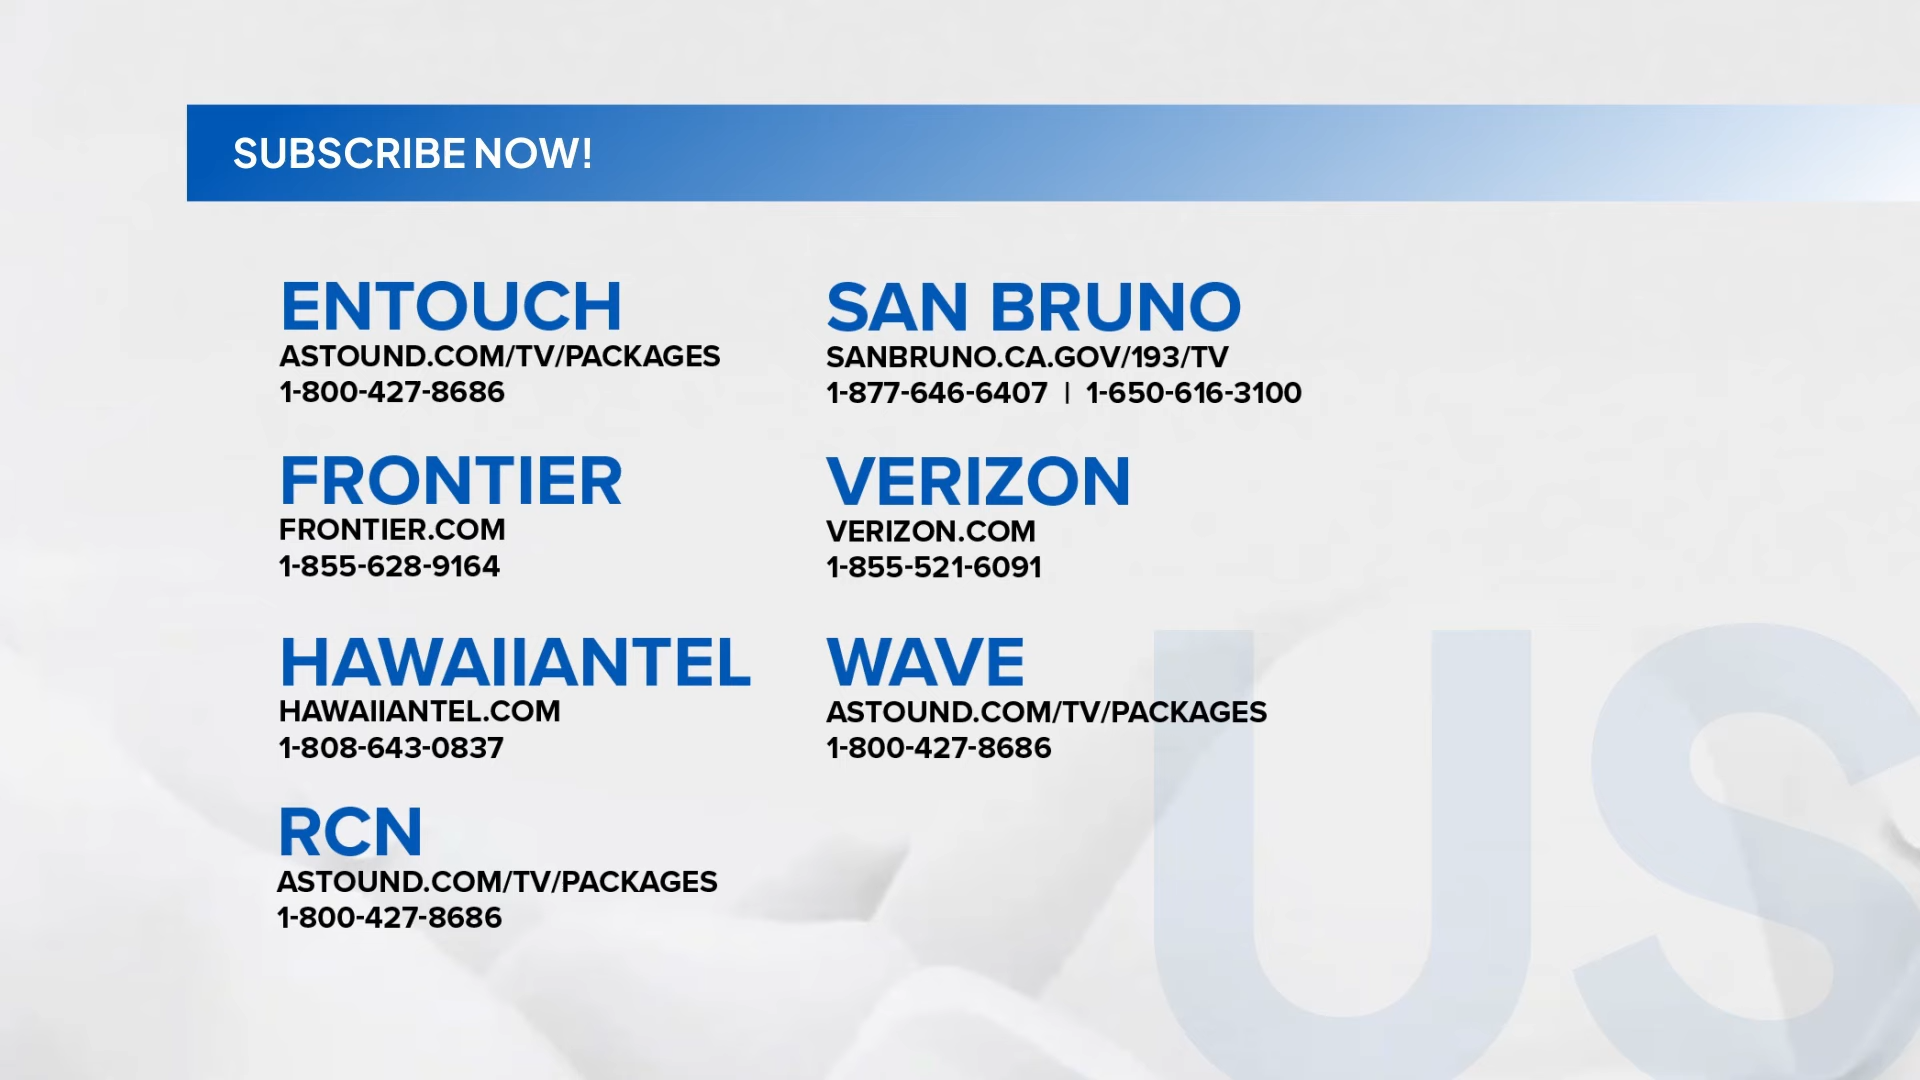 SUBSCRIBE NOW!
ENTOUCH
ASTOUND.COM/TV/PACKAGES
1-800-427-8686
FRONTIER
FRONTIER.COM
1-855-628-9164
HAWAIIANTEL
HAWAIIANTEL.COM
1-808-643-0837
RCN
ASTOUND.COM/TV/PACKAGES
1-800-427-8686
SAN BRUNO
SANBRUNO.CA.GOV/193/TV
1-877-646-6407 | 1-650-616-3100
VERIZON
VERIZON.COM
1-855-521-6091
WAVE
ASTOUND.COM/TV/PACKAGES
1-800-427-8686
US